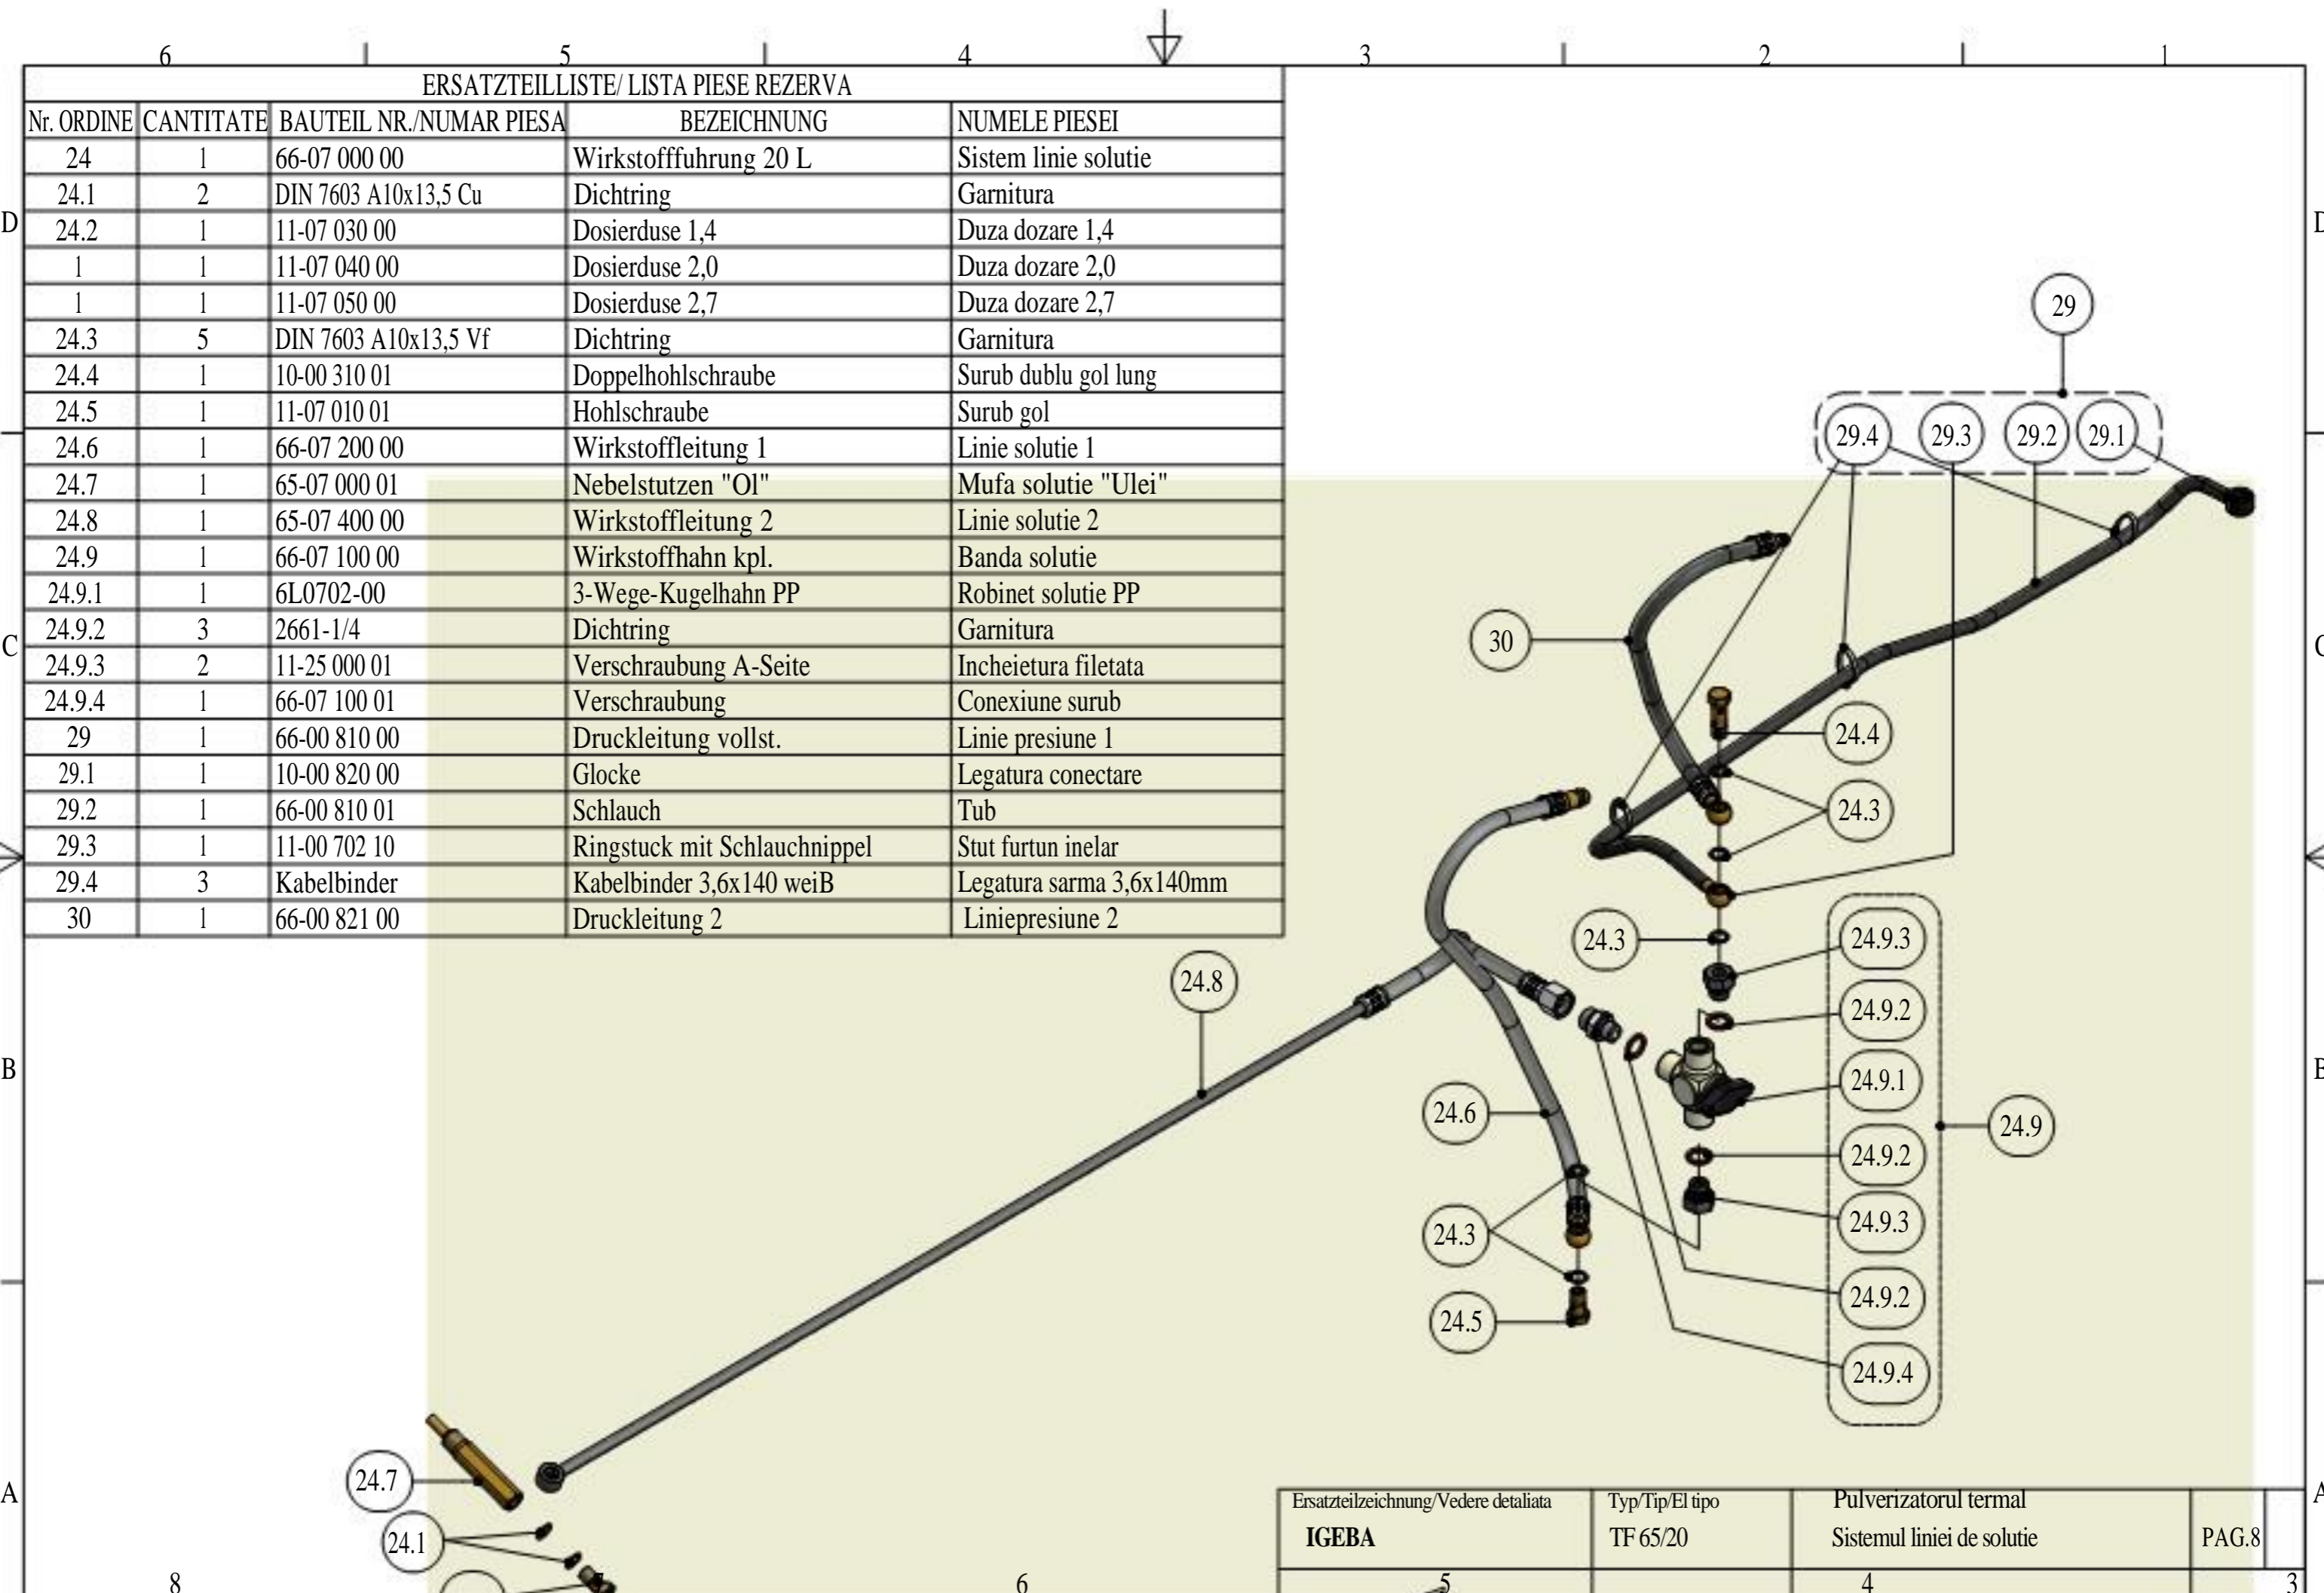 6 5 4 3 2 1
ERSATZTEILLISTE/ LISTA PIESE REZERVA
Nr. ORDINE CANTITATE BAUTEIL NR./NUMAR PIESA BEZEICHNUNG NUMELE PIESEI
24 1 66-07 000 00 Wirkstofffuhrung 20 L Sistem linie solutie
24.1 2 DIN 7603 A10x13,5 Cu Dichtring Garnitura
24.2 1 11-07 030 00 Dosierduse 1,4 Duza dozare 1,4
1 1 11-07 040 00 Dosierduse 2,0 Duza dozare 2,0
1 1 11-07 050 00 Dosierduse 2,7 Duza dozare 2,7
24.3 5 DIN 7603 A10x13,5 Vf Dichtring Garnitura
24.4 1 10-00 310 01 Doppelhohlschraube Surub dublu gol lung
24.5 1 11-07 010 01 Hohlschraube Surub gol
24.6 1 66-07 200 00 Wirkstoffleitung 1 Linie solutie 1
24.7 1 65-07 000 01 Nebelstutzen "Ol" Mufa solutie "Ulei"
24.8 1 65-07 400 00 Wirkstoffleitung 2 Linie solutie 2
24.9 1 66-07 100 00 Wirkstoffhahn kpl. Banda solutie
24.9.1 1 6L0702-00 3-Wege-Kugelhahn PP Robinet solutie PP
24.9.2 3 2661-1/4 Dichtring Garnitura
24.9.3 2 11-25 000 01 Verschraubung A-Seite Incheietura filetata
24.9.4 1 66-07 100 01 Verschraubung Conexiune surub
29 1 66-00 810 00 Druckleitung vollst. Linie presiune 1
29.1 1 10-00 820 00 Glocke Legatura conectare
29.2 1 66-00 810 01 Schlauch Tub
29.3 1 11-00 702 10 Ringstuck mit Schlauchnippel Stut furtun inelar
29.4 3 Kabelbinder Kabelbinder 3,6x140 weiB Legatura sarma 3,6x140mm
30 1 66-00 821 00 Druckleitung 2 Liniepresiune 2
D
D
C
C
B
B
A
A
29
29.4 29.3 29.2 29.1
30
24.4
24.3
24.3
24.9.3
24.8
24.9.2
24.9.1
24.6
24.9
24.9.2
24.9.3
24.3
24.9.2
24.5
24.9.4
24.7
24.1
Ersatzteilzeichnung/Vedere detaliata Typ/Tip/El tipo Pulverizatorul termal
IGEBA TF 65/20 Sistemul liniei de solutie PAG.8
8 7 6 5 4 3